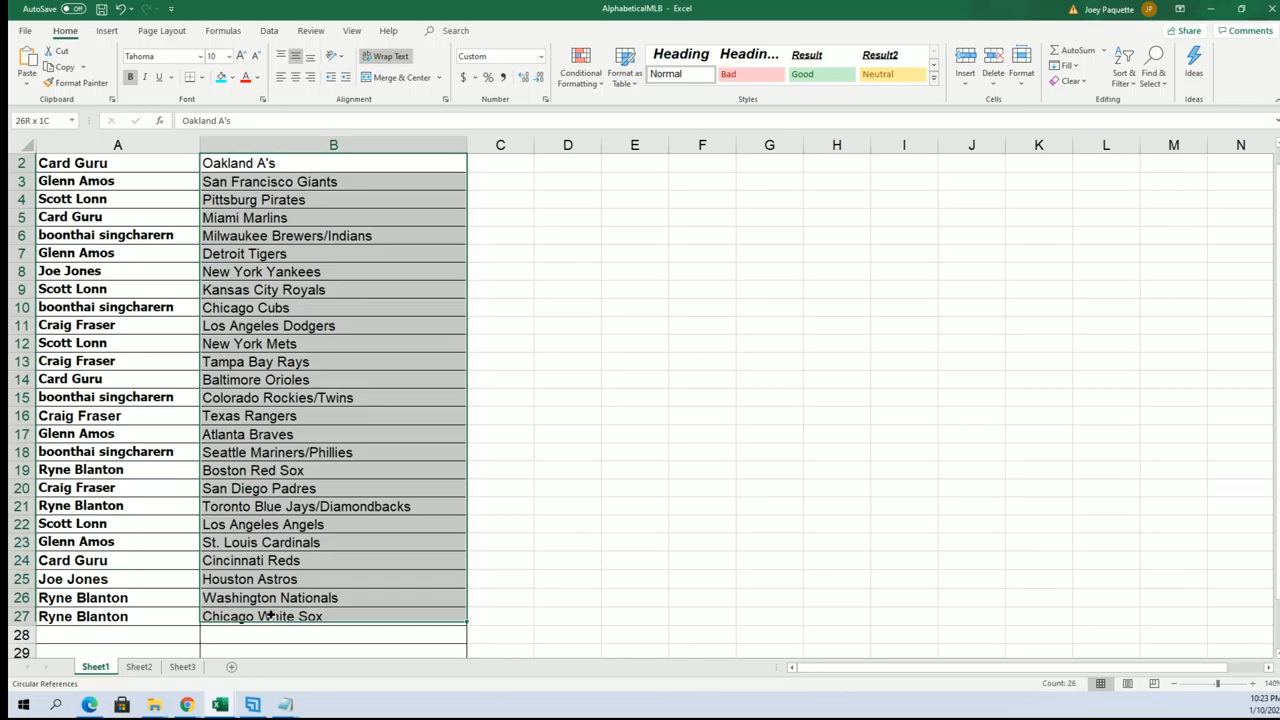 AutoSave Off AlphabeticalMLB - Excel Joey Paquette JP
File Home Insert Page Layout Formulas Data Review View Help Search Share Comments
Paste Cut Copy Format Painter Clipboard
Tahoma 10 B I U A A Font
Wrap Text Merge & Center Alignment
Custom $ % , Number
Conditional Formatting Format as Table
Heading Headin... Result Result2
Normal Bad Good Neutral
Styles
Insert Delete Format Cells
AutoSum Fill Clear Sort & Filter Find & Select Editing
Ideas Ideas
26R x 1C fx Oakland A's
A B C D E F G H I J K L M N
2 Card Guru Oakland A's
3 Glenn Amos San Francisco Giants
4 Scott Lonn Pittsburg Pirates
5 Card Guru Miami Marlins
6 boonthai singcharern Milwaukee Brewers/Indians
7 Glenn Amos Detroit Tigers
8 Joe Jones New York Yankees
9 Scott Lonn Kansas City Royals
10 boonthai singcharern Chicago Cubs
11 Craig Fraser Los Angeles Dodgers
12 Scott Lonn New York Mets
13 Craig Fraser Tampa Bay Rays
14 Card Guru Baltimore Orioles
15 boonthai singcharern Colorado Rockies/Twins
16 Craig Fraser Texas Rangers
17 Glenn Amos Atlanta Braves
18 boonthai singcharern Seattle Mariners/Phillies
19 Ryne Blanton Boston Red Sox
20 Craig Fraser San Diego Padres
21 Ryne Blanton Toronto Blue Jays/Diamondbacks
22 Scott Lonn Los Angeles Angels
23 Glenn Amos St. Louis Cardinals
24 Card Guru Cincinnati Reds
25 Joe Jones Houston Astros
26 Ryne Blanton Washington Nationals
27 Ryne Blanton Chicago White Sox
28
29
Sheet1 Sheet2 Sheet3
Circular References Count: 26 140%
10:23 PM
1/10/202